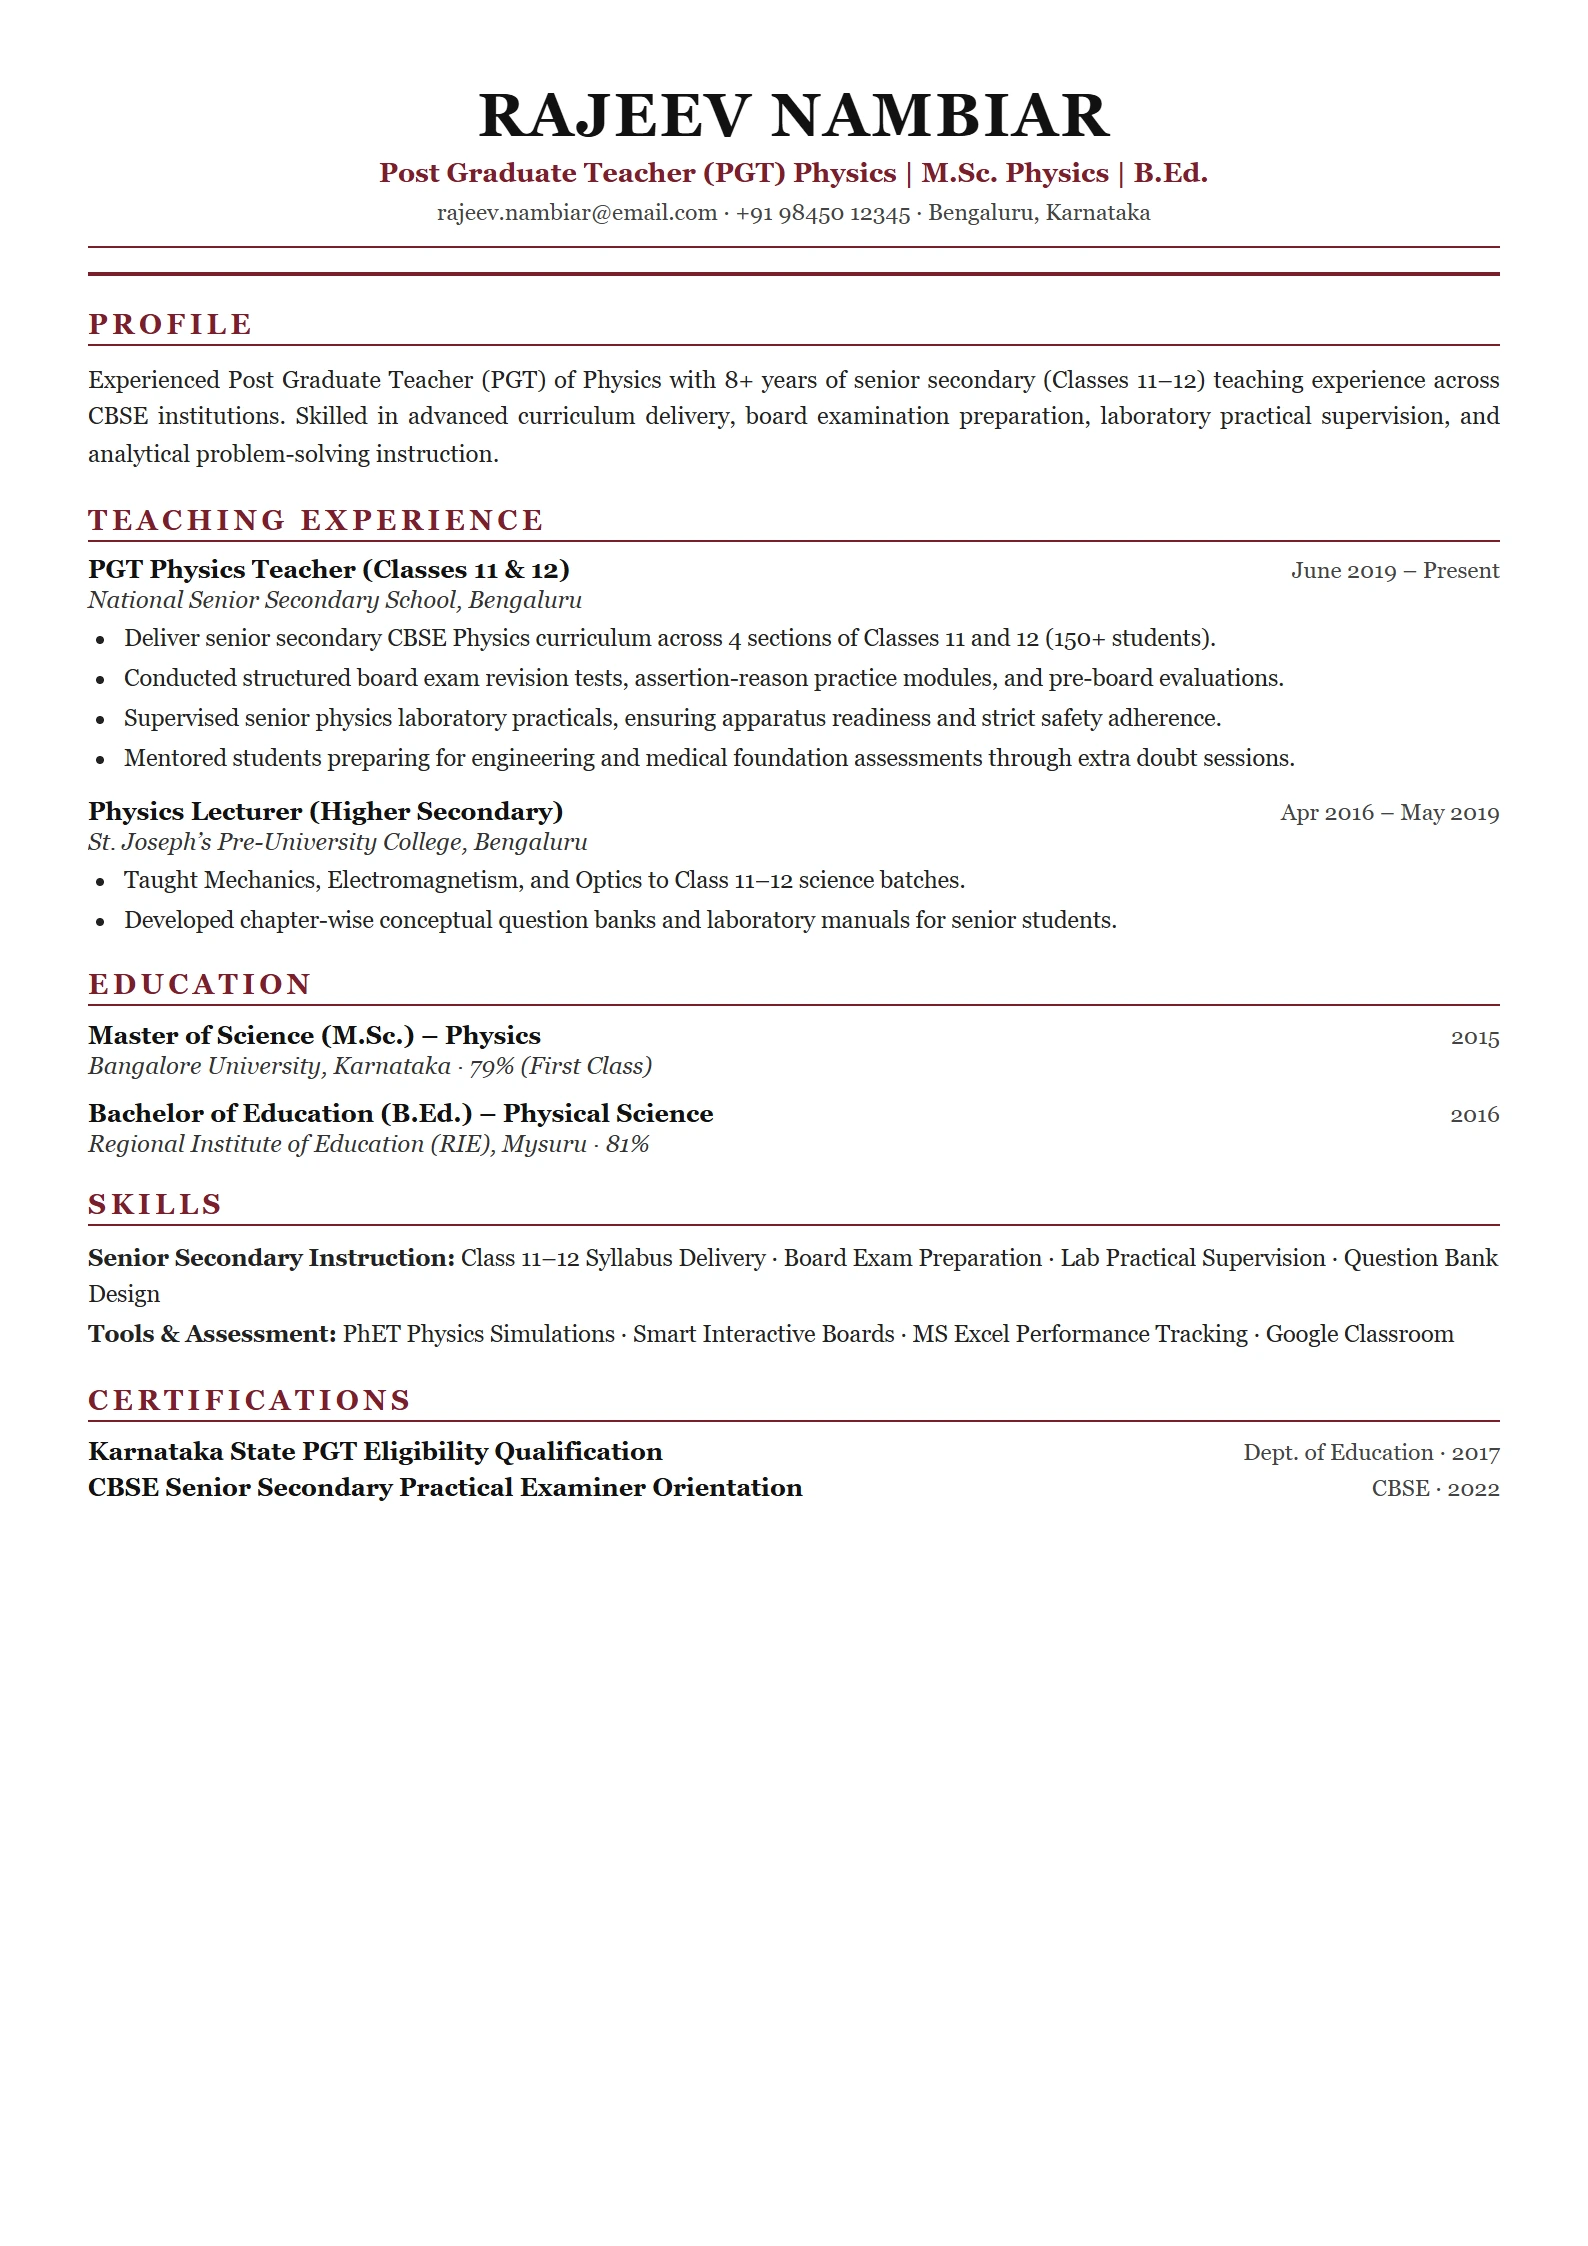 RAJEEV NAMBIAR
Post Graduate Teacher (PGT) Physics | M.Sc. Physics | B.Ed.
rajeev.nambiar@email.com · +91 98450 12345 · Bengaluru, Karnataka
PROFILE
Experienced Post Graduate Teacher (PGT) of Physics with 8+ years of senior secondary (Classes 11–12) teaching experience across
CBSE institutions. Skilled in advanced curriculum delivery, board examination preparation, laboratory practical supervision, and
analytical problem-solving instruction.
TEACHING EXPERIENCE
PGT Physics Teacher (Classes 11 & 12) June 2019 – Present
National Senior Secondary School, Bengaluru
• Deliver senior secondary CBSE Physics curriculum across 4 sections of Classes 11 and 12 (150+ students).
• Conducted structured board exam revision tests, assertion-reason practice modules, and pre-board evaluations.
• Supervised senior physics laboratory practicals, ensuring apparatus readiness and strict safety adherence.
• Mentored students preparing for engineering and medical foundation assessments through extra doubt sessions.
Physics Lecturer (Higher Secondary) Apr 2016 – May 2019
St. Joseph’s Pre-University College, Bengaluru
• Taught Mechanics, Electromagnetism, and Optics to Class 11–12 science batches.
• Developed chapter-wise conceptual question banks and laboratory manuals for senior students.
EDUCATION
Master of Science (M.Sc.) – Physics 2015
Bangalore University, Karnataka · 79% (First Class)
Bachelor of Education (B.Ed.) – Physical Science 2016
Regional Institute of Education (RIE), Mysuru · 81%
SKILLS
Senior Secondary Instruction: Class 11–12 Syllabus Delivery · Board Exam Preparation · Lab Practical Supervision · Question Bank
Design
Tools & Assessment: PhET Physics Simulations · Smart Interactive Boards · MS Excel Performance Tracking · Google Classroom
CERTIFICATIONS
Karnataka State PGT Eligibility Qualification Dept. of Education · 2017
CBSE Senior Secondary Practical Examiner Orientation CBSE · 2022